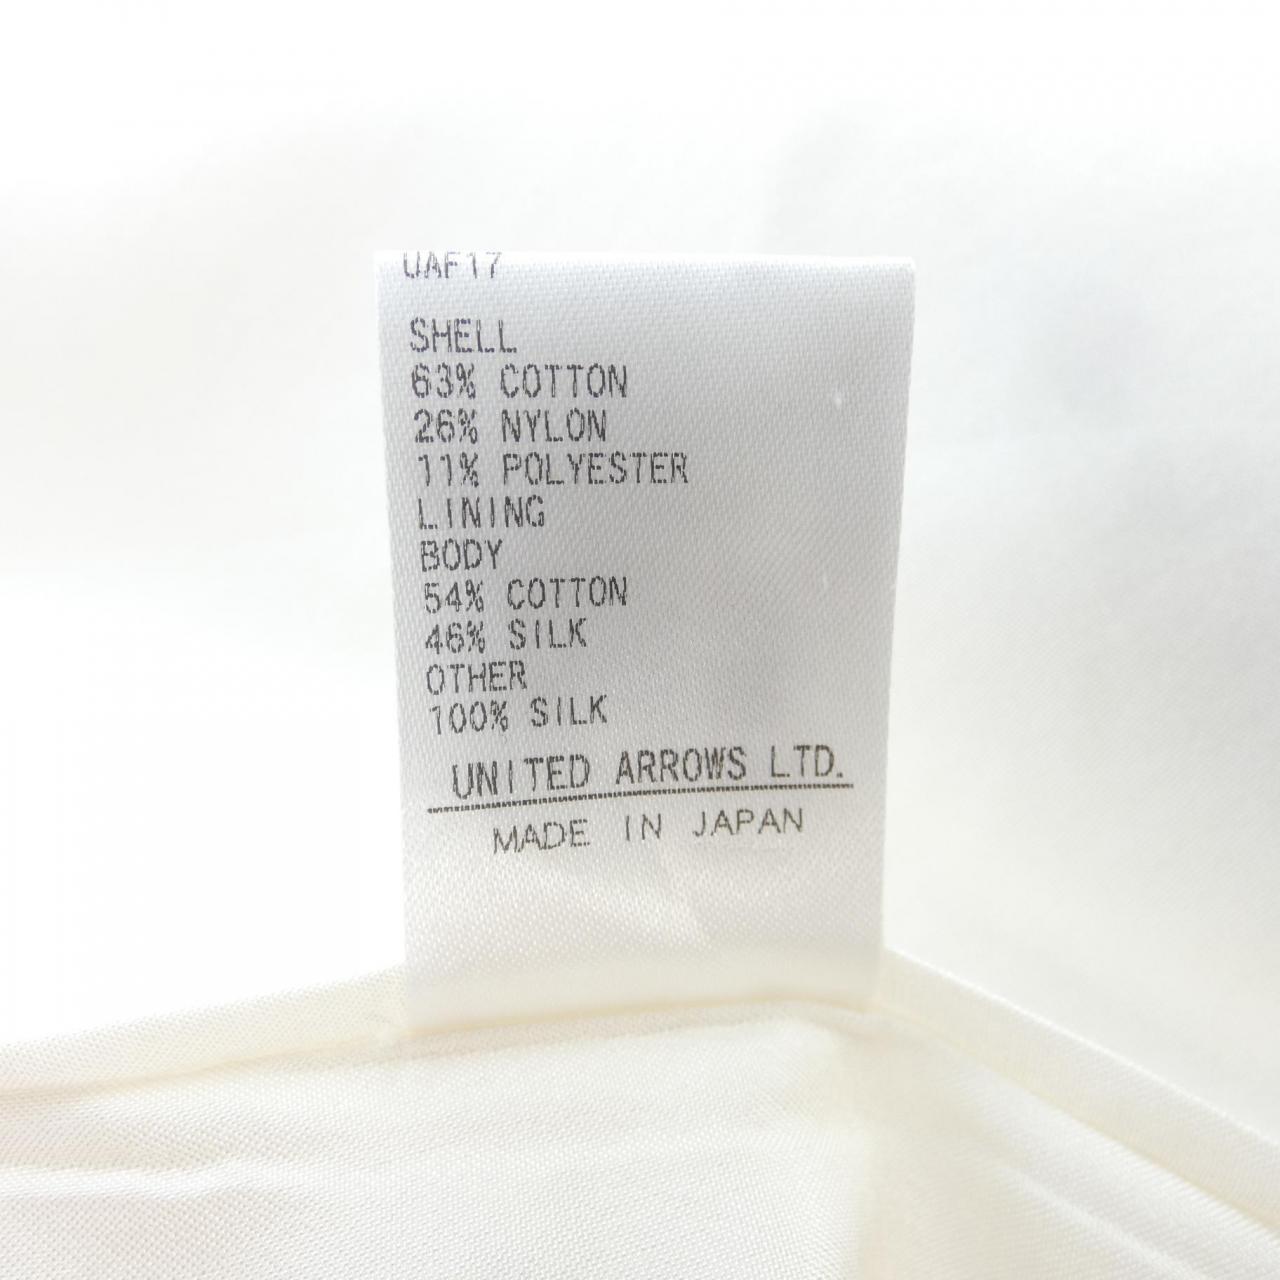 UAF17
SHELL
63% COTTON
26% NYLON
11% POLYESTER
LINING
BODY
54% COTTON
46% SILK
OTHER
100% SILK
UNITED ARROWS LTD.
MADE IN JAPAN